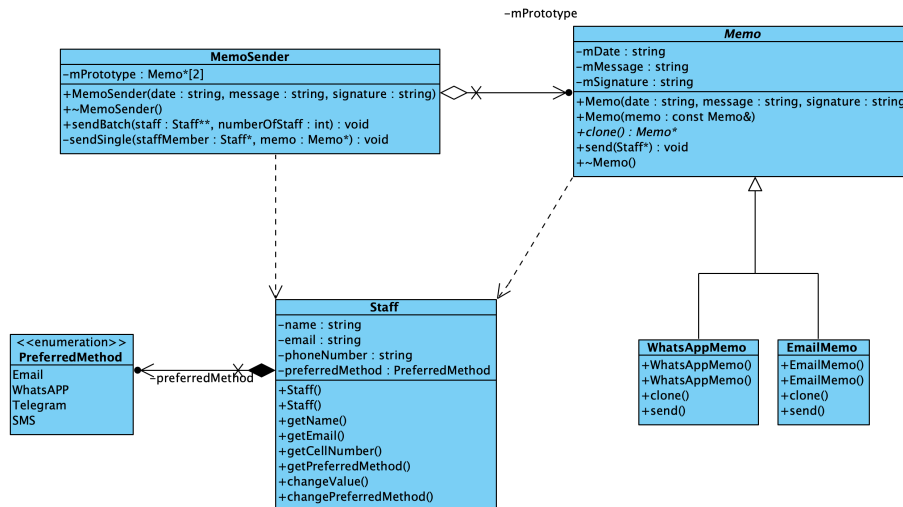 -mPrototype
MemoSender
-mPrototype : Memo*[2]
+MemoSender(date : string, message : string, signature : string)
+~MemoSender()
+sendBatch(staff : Staff**, numberOfStaff : int) : void
-sendSingle(staffMember : Staff*, memo : Memo*) : void
Memo
-mDate : string
-mMessage : string
-mSignature : string
+Memo(date : string, message : string, signature : string
+Memo(memo : const Memo&)
+clone() : Memo*
+send(Staff*) : void
+~Memo()
<<enumeration>>
PreferredMethod
Email
WhatsAPP
Telegram
SMS
-preferredMethod
Staff
-name : string
-email : string
-phoneNumber : string
-preferredMethod : PreferredMethod
+Staff()
+Staff()
+getName()
+getEmail()
+getCellNumber()
+getPreferredMethod()
+changeValue()
+changePreferredMethod()
WhatsAppMemo
+WhatsAppMemo()
+WhatsAppMemo()
+clone()
+send()
EmailMemo
+EmailMemo()
+EmailMemo()
+clone()
+send()